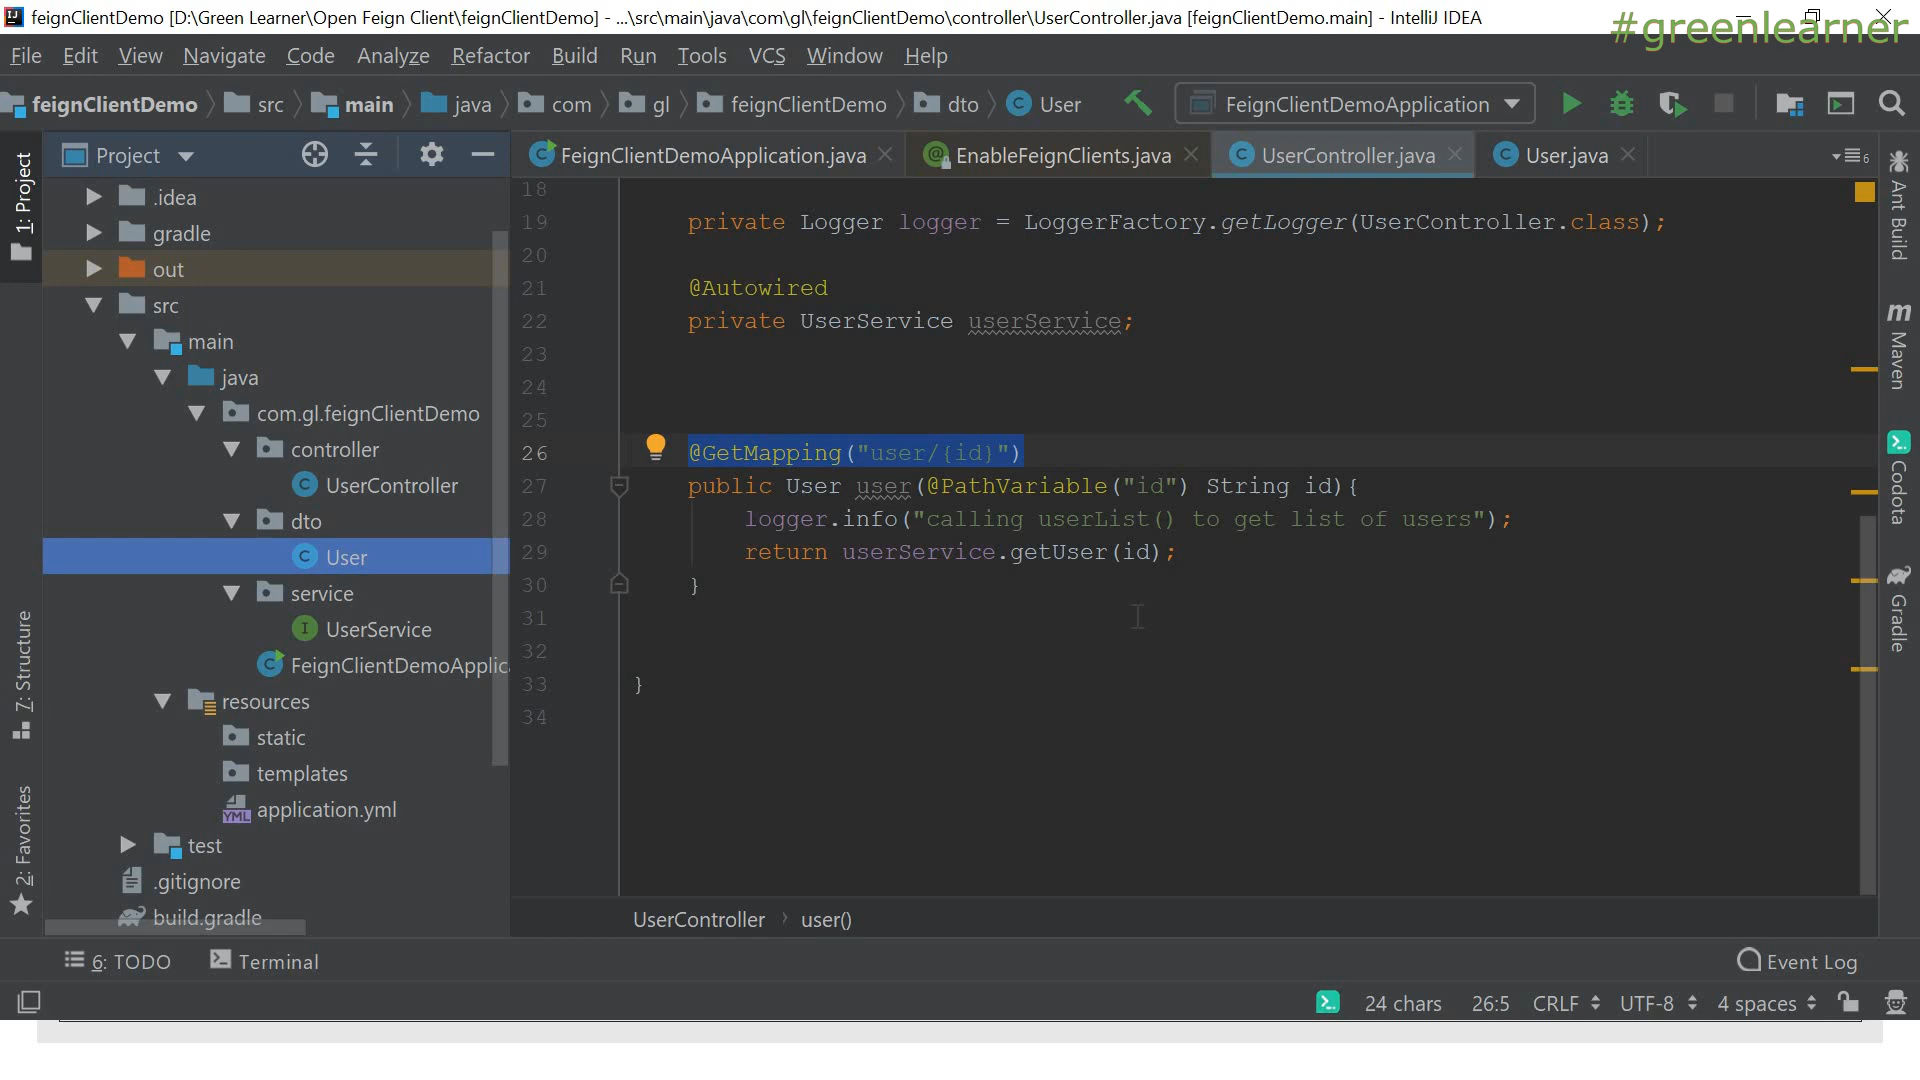 feignClientDemo [D:\Green Learner\Open Feign Client\feignClientDemo] - ...\src\main\java\com\gl\feignClientDemo\controller\UserController.java [feignClientDemo.main] - IntelliJ IDEA
#greenlearner
File Edit View Navigate Code Analyze Refactor Build Run Tools VCS Window Help
feignClientDemo src main java com gl feignClientDemo dto User FeignClientDemoApplication
Project
FeignClientDemoApplication.java EnableFeignClients.java UserController.java User.java 6
1: Project
7: Structure
2: Favorites
.idea
gradle
out
src
main
java
com.gl.feignClientDemo
controller
UserController
dto
User
service
UserService
FeignClientDemoApplic
resources
static
templates
application.yml
test
.gitignore
build.gradle
18
19 private Logger logger = LoggerFactory.getLogger(UserController.class);
20
21 @Autowired
22 private UserService userService;
23
24
25
26 @GetMapping("user/{id}")
27 public User user(@PathVariable("id") String id){
28 logger.info("calling userList() to get list of users");
29 return userService.getUser(id);
30 }
31
32
33 }
34
Ant Build
Maven
Codota
Gradle
UserController user()
6: TODO Terminal Event Log
24 chars 26:5 CRLF UTF-8 4 spaces